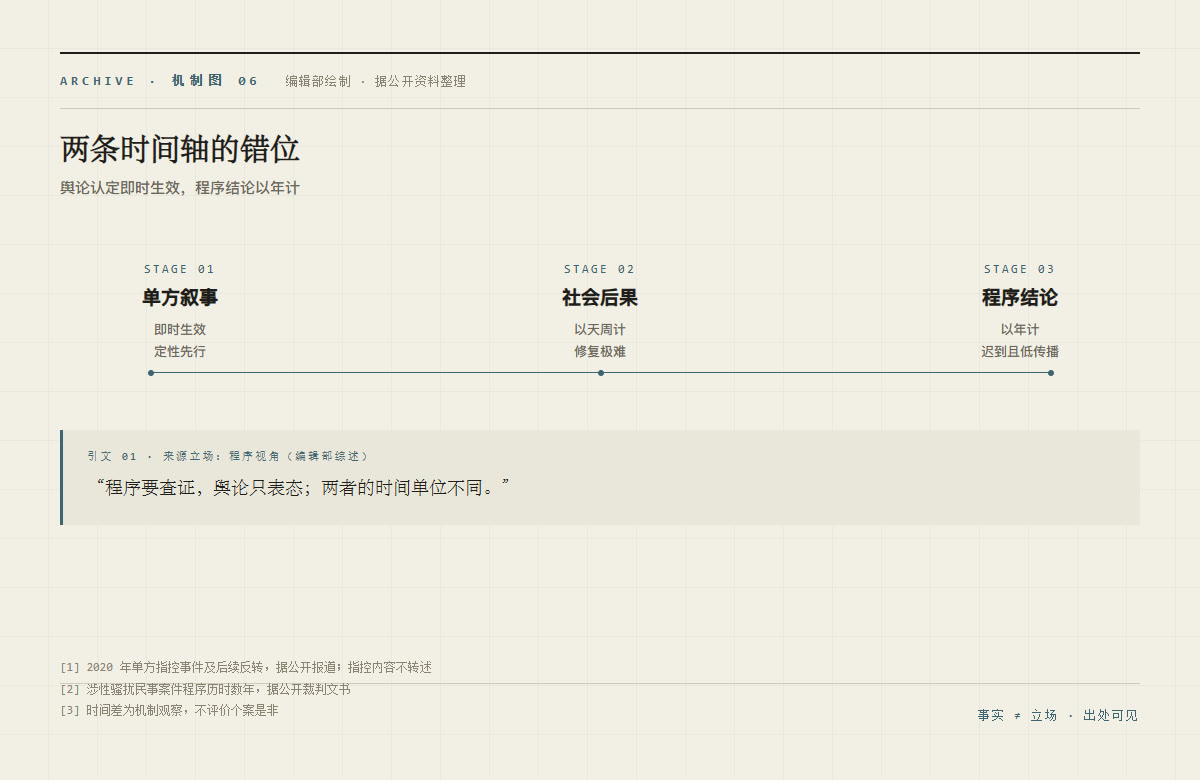 ARCHIVE · 机制图 06 编辑部绘制 · 据公开资料整理
两条时间轴的错位
舆论认定即时生效，程序结论以年计
STAGE 01
单方叙事
即时生效
定性先行
STAGE 02
社会后果
以天周计
修复极难
STAGE 03
程序结论
以年计
迟到且低传播
引文 01 · 来源立场：程序视角（编辑部综述）
“程序要查证，舆论只表态；两者的时间单位不同。”
[1] 2020 年单方指控事件及后续反转，据公开报道；指控内容不转述
[2] 涉性骚扰民事案件程序历时数年，据公开裁判文书
[3] 时间差为机制观察，不评价个案是非
事实 ≠ 立场 · 出处可见